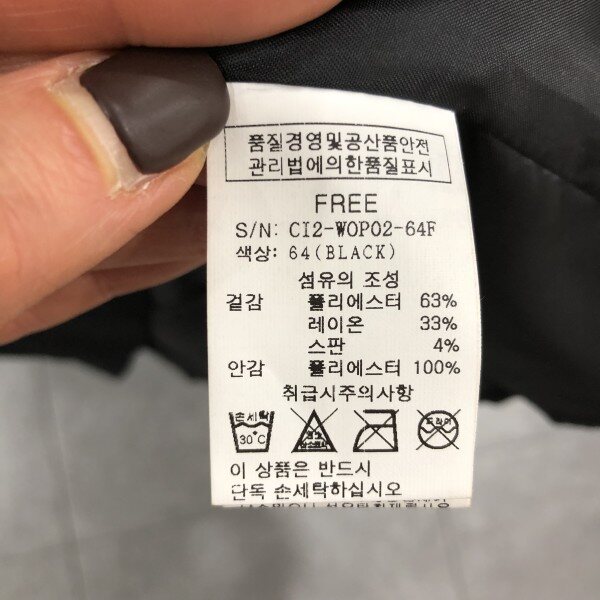 품질경영및공산품안전
관리법에의한품질표시
FREE
S/N: CI2-WOP02-64F
색상: 64(BLACK)
섬유의 조성
겉감 폴리에스터 63%
레이온 33%
스판 4%
안감 폴리에스터 100%
취급시주의사항
손세탁
30℃
이 상품은 반드시
단독 손세탁하십시오